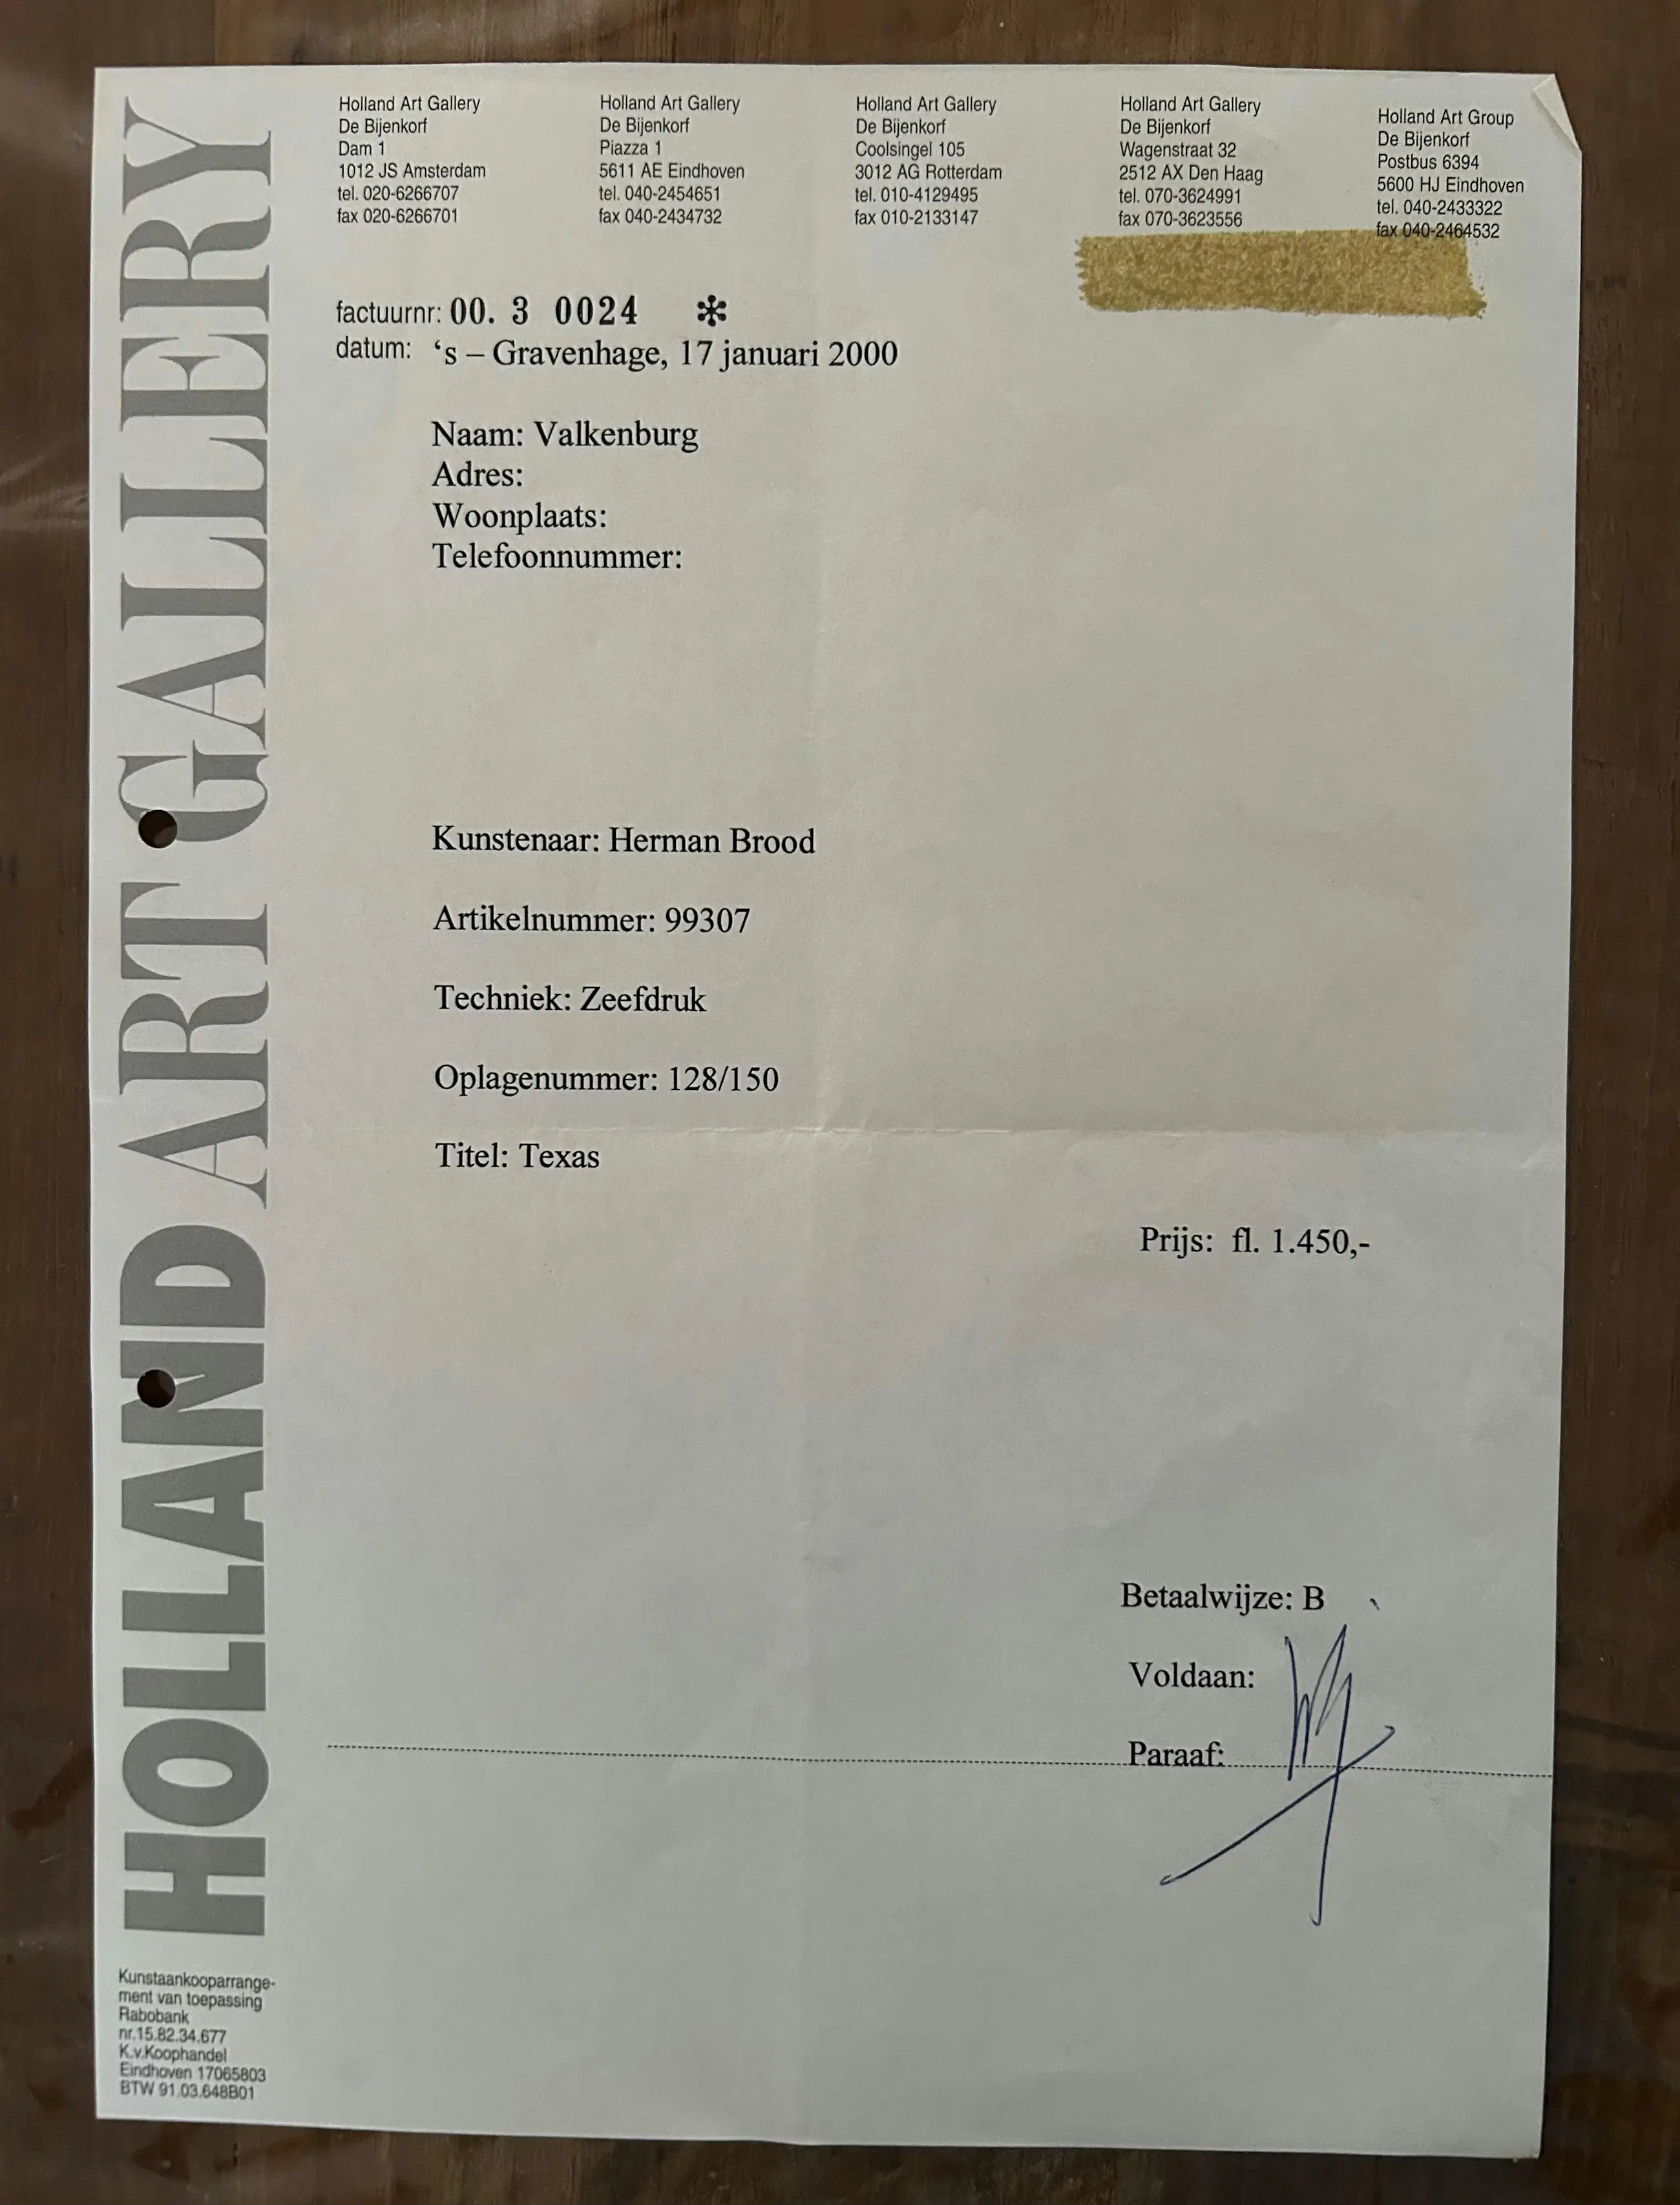 HOLLAND ART GALLERY
Holland Art Gallery
De Bijenkorf
Dam 1
1012 JS Amsterdam
tel. 020-6266707
fax 020-6266701
Holland Art Gallery
De Bijenkorf
Piazza 1
5611 AE Eindhoven
tel. 040-2454651
fax 040-2434732
Holland Art Gallery
De Bijenkorf
Coolsingel 105
3012 AG Rotterdam
tel. 010-4129495
fax 010-2133147
Holland Art Gallery
De Bijenkorf
Wagenstraat 32
2512 AX Den Haag
tel. 070-3624991
fax 070-3623556
Holland Art Group
De Bijenkorf
Postbus 6394
5600 HJ Eindhoven
tel. 040-2433322
fax 040-2464532
factuurnr: 00. 3 0024 *
datum: ‘s – Gravenhage, 17 januari 2000
Naam: Valkenburg
Adres:
Woonplaats:
Telefoonnummer:
Kunstenaar: Herman Brood
Artikelnummer: 99307
Techniek: Zeefdruk
Oplagenummer: 128/150
Titel: Texas
Prijs: fl. 1.450,-
Betaalwijze: B
Voldaan:
Paraaf:
Kunstaankooparrange-
ment van toepassing
Rabobank
nr.15.82.34.677
K.v.Koophandel
Eindhoven 17065803
BTW 91.03.648B01